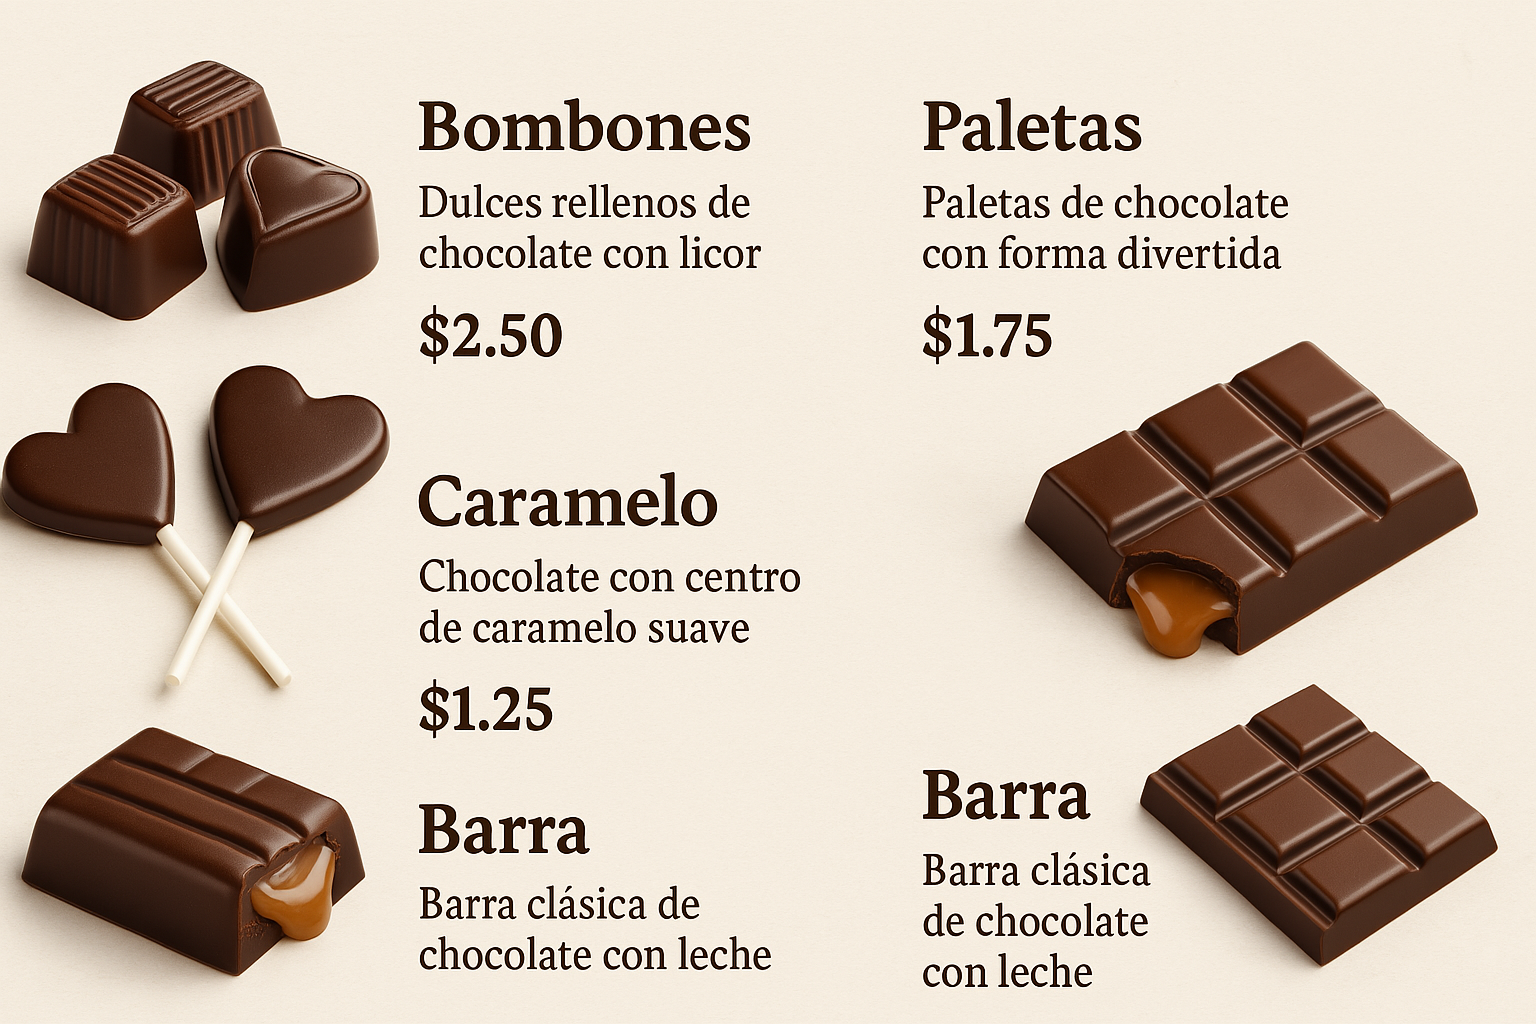 Bombones
Dulces rellenos de
chocolate con licor
$2.50
Caramelo
Chocolate con centro
de caramelo suave
$1.25
Barra
Barra clásica de
chocolate con leche
Paletas
Paletas de chocolate
con forma divertida
$1.75
Barra
Barra clásica
de chocolate
con leche